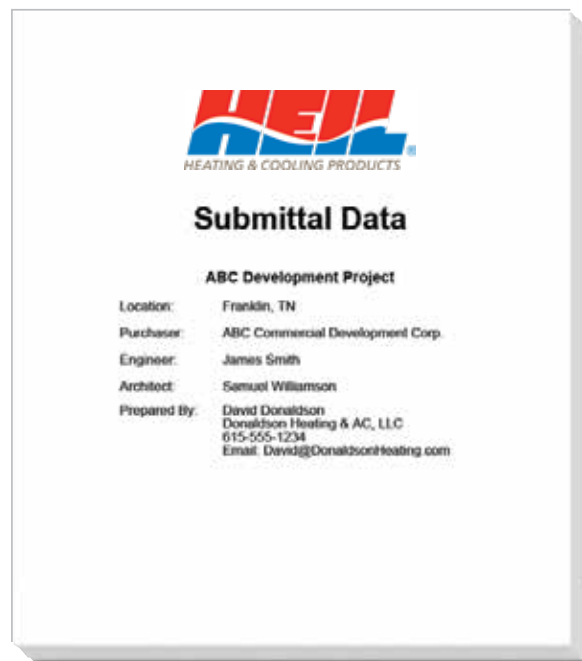 HEIL®
HEATING & COOLING PRODUCTS
Submittal Data
ABC Development Project
Location: Franklin, TN
Purchaser: ABC Commercial Development Corp.
Engineer: James Smith
Architect: Samuel Williamson
Prepared By: David Donaldson
Donaldson Heating & AC, LLC
615-555-1234
Email: David@DonaldsonHeating.com